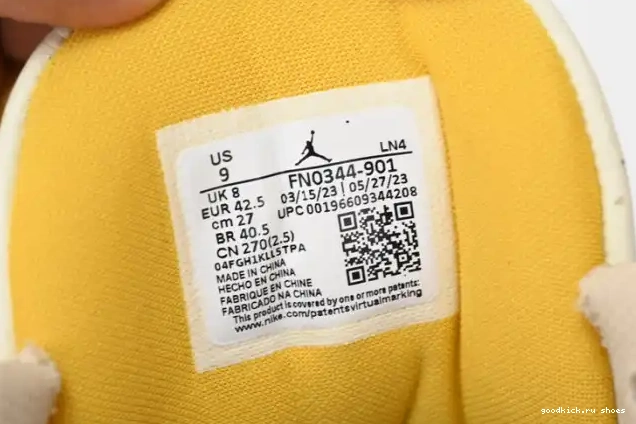 US
9
LN4
UK 8
EUR 42.5
cm 27
BR 40.5
CN 270(2.5)
FN0344-901
03/15/23 | 05/27/23
UPC 00196609344208
04FGH1KLL5TPA
MADE IN CHINA
HECHO EN CHINA
FABRIQUE EN CHINE
FABRICADO NA CHINA
This product is covered by one or more patents:
www.nike.com/patentsvirtualmarking
goodkick.ru shoes